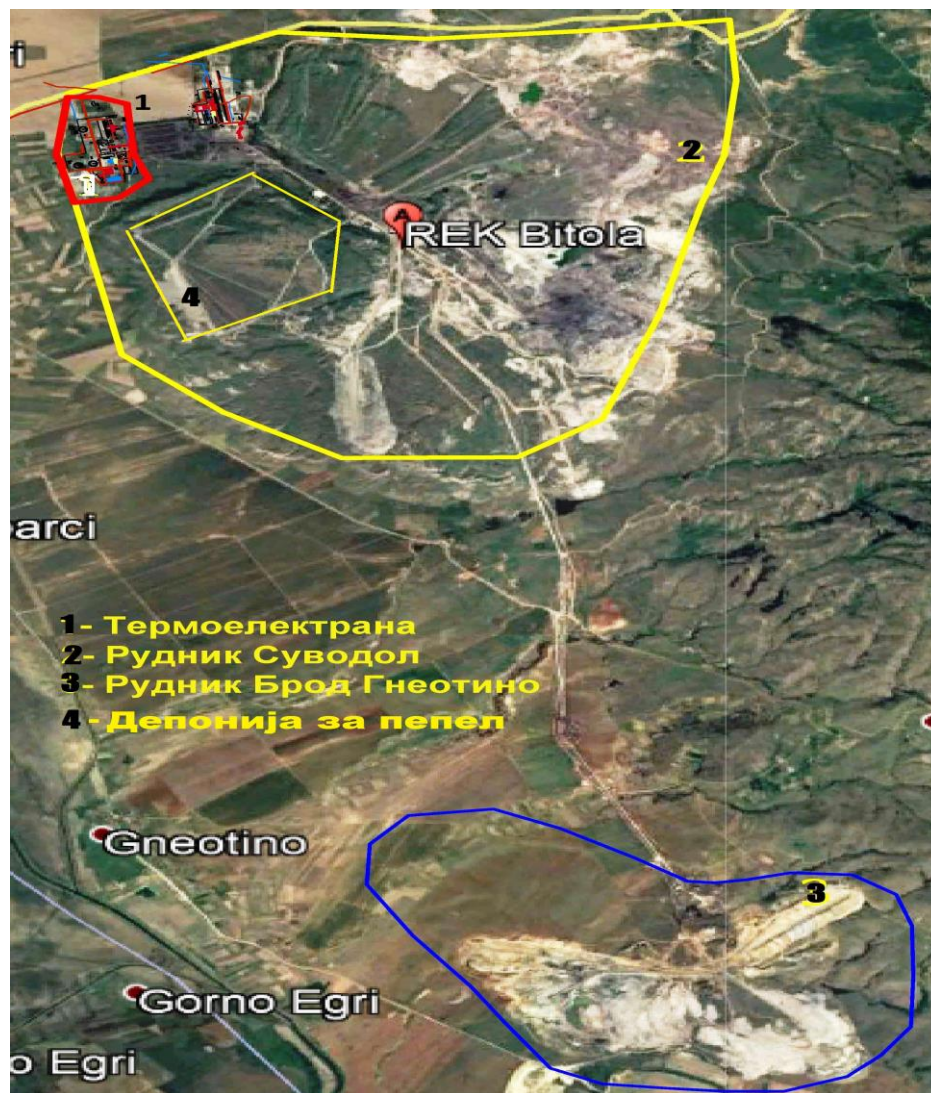 1
2
A
REK Bitola
4
arci
1- Термоелектрана
2- Рудник Суводол
3- Рудник Брод Гнеотино
4 - Депонија за пепел
Gneotino
3
Gorno Egri
o Egri